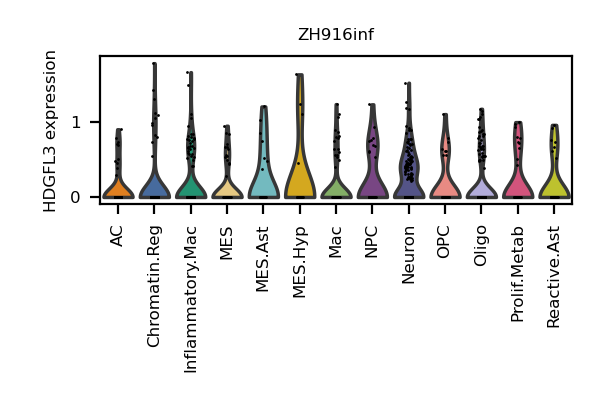 ZH916inf
HDGFL3 expression
1
0
AC
Chromatin.Reg
Inflammatory.Mac
MES
MES.Ast
MES.Hyp
Mac
NPC
Neuron
OPC
Oligo
Prolif.Metab
Reactive.Ast